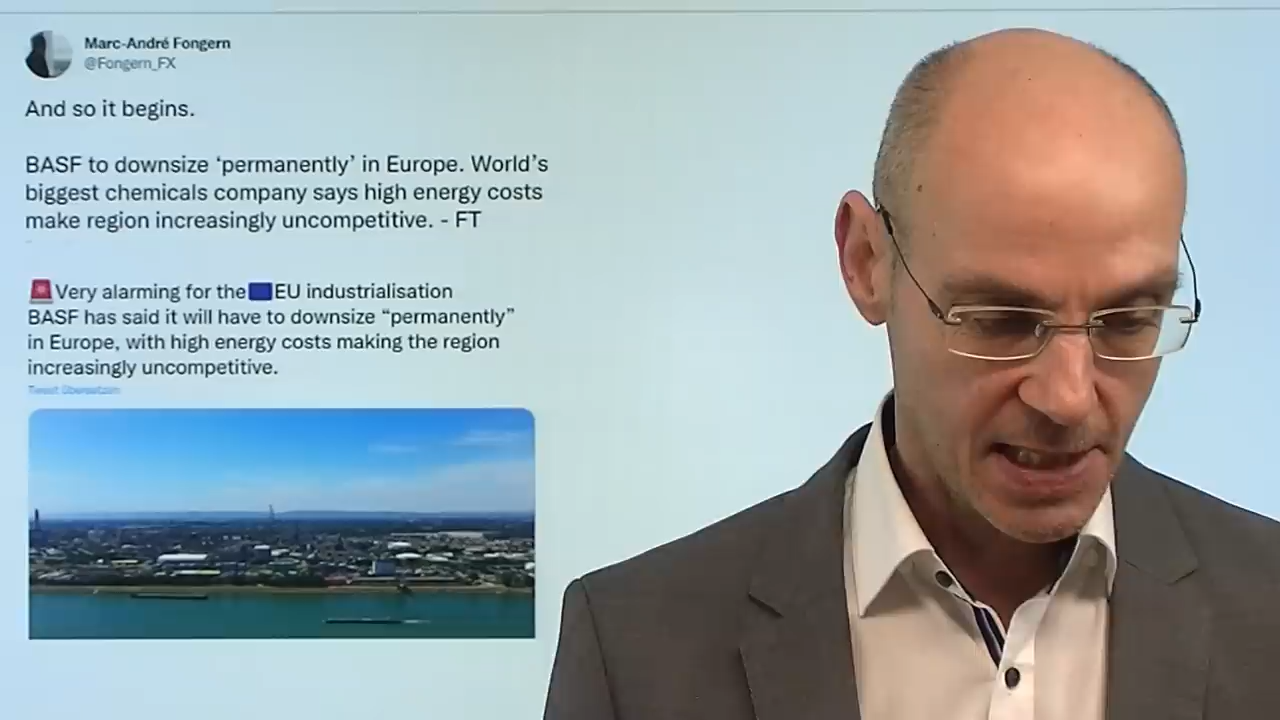 Marc-André Fongern
@Fongern_FX
And so it begins.
BASF to downsize ‘permanently’ in Europe. World’s
biggest chemicals company says high energy costs
make region increasingly uncompetitive. - FT
Very alarming for the EU industrialisation
BASF has said it will have to downsize “permanently”
in Europe, with high energy costs making the region
increasingly uncompetitive.
Tweet übersetzen